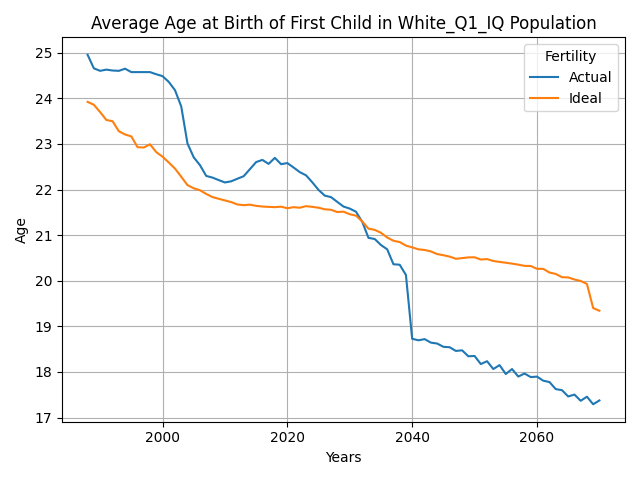 Average Age at Birth of First Child in White_Q1_IQ Population
Fertility
Actual
Ideal
Age
25
24
23
22
21
20
19
18
17
2000
2020
2040
2060
Years